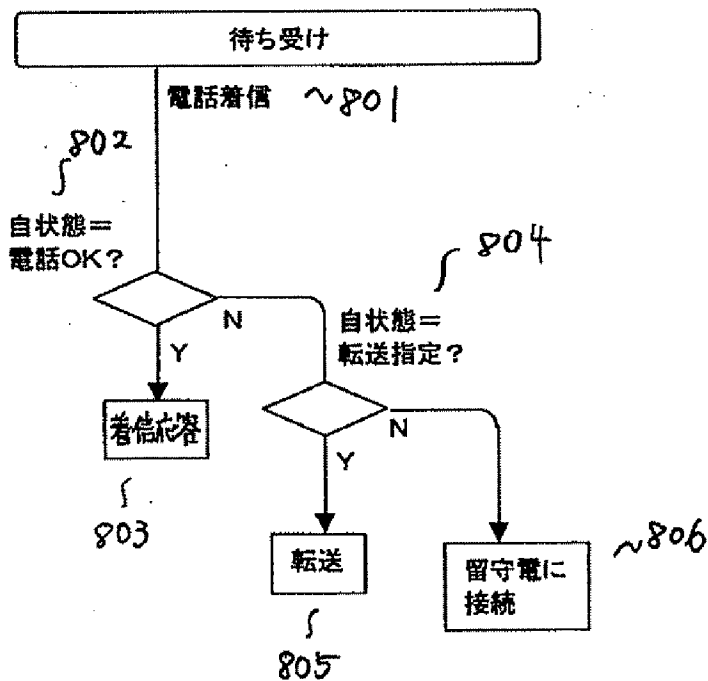 待ち受け
電話着信 ~801
802
自状態=
電話OK?
804
自状態=
転送指定?
N
Y
着信応答
803
N
Y
転送
805
留守電に
接続
~806